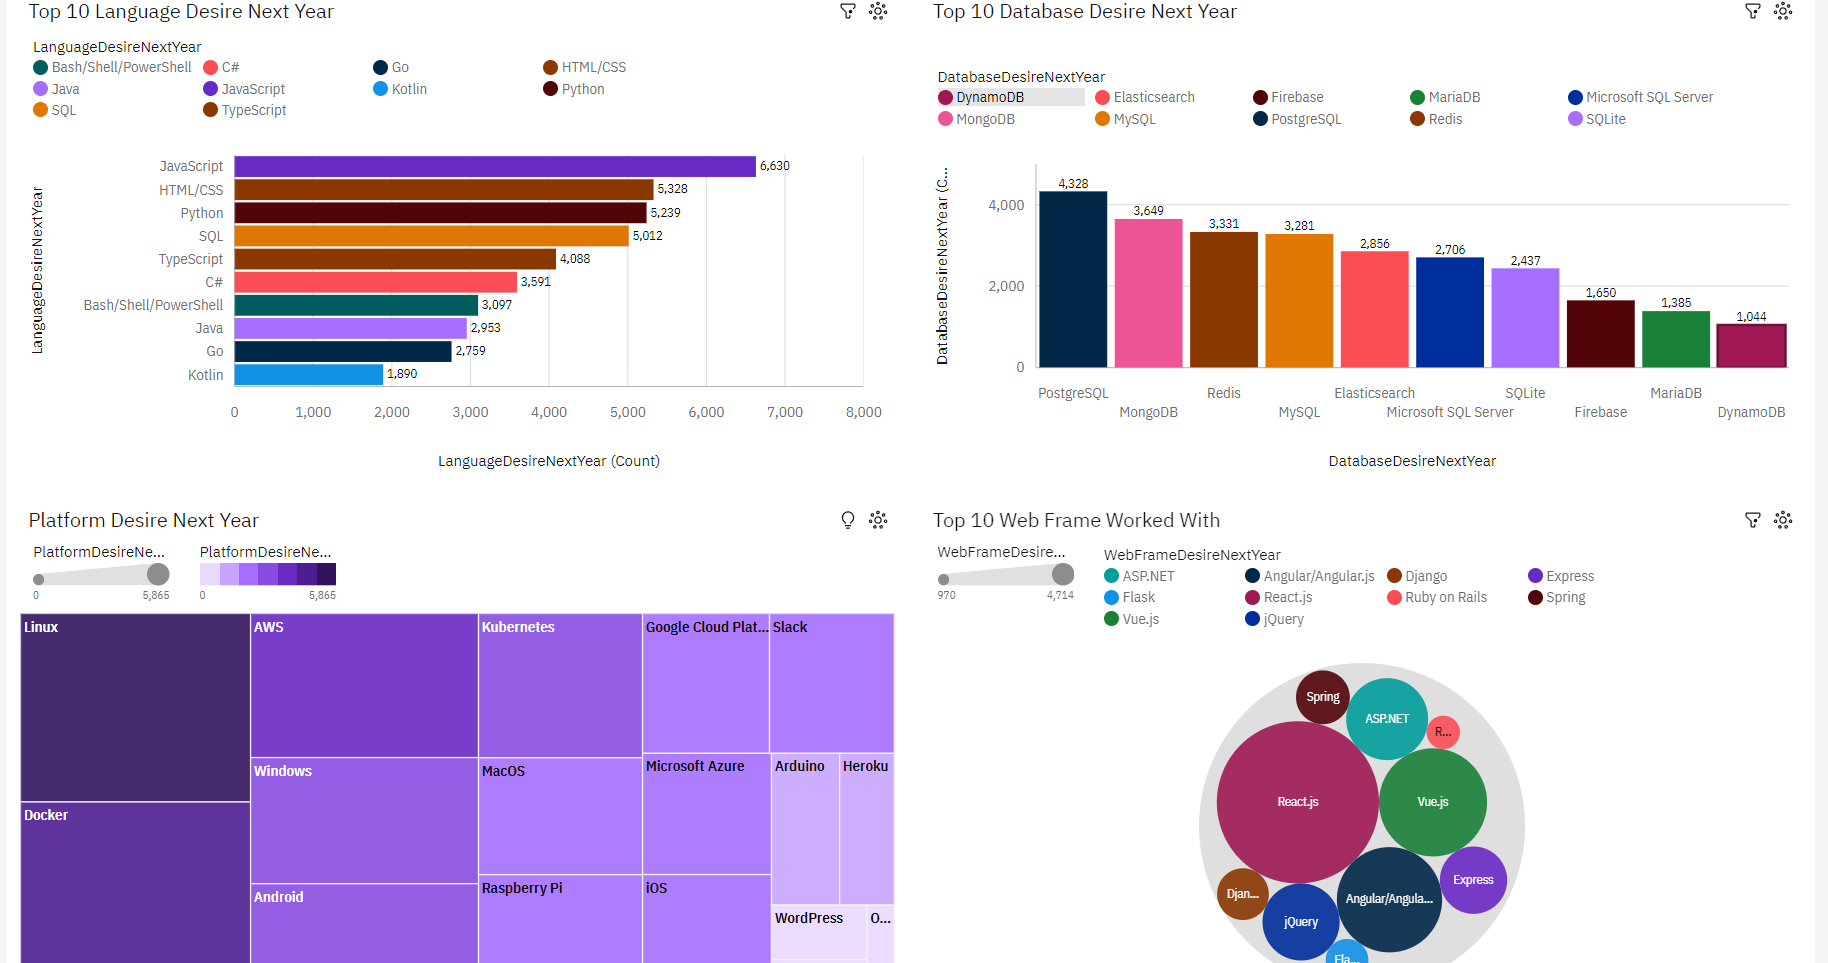 Top 10 Language Desire Next Year
LanguageDesireNextYear
Bash/Shell/PowerShell C# Go HTML/CSS
Java JavaScript Kotlin Python
SQL TypeScript
LanguageDesireNextYear
JavaScript 6,630
HTML/CSS 5,328
Python 5,239
SQL 5,012
TypeScript 4,088
C# 3,591
Bash/Shell/PowerShell 3,097
Java 2,953
Go 2,759
Kotlin 1,890
0 1,000 2,000 3,000 4,000 5,000 6,000 7,000 8,000
LanguageDesireNextYear (Count)
Top 10 Database Desire Next Year
DatabaseDesireNextYear
DynamoDB Elasticsearch Firebase MariaDB Microsoft SQL Server
MongoDB MySQL PostgreSQL Redis SQLite
DatabaseDesireNextYear (C...
4,000
2,000
0
4,328 3,649 3,331 3,281 2,856 2,706 2,437 1,650 1,385 1,044
PostgreSQL Redis Elasticsearch SQLite MariaDB
MongoDB MySQL Microsoft SQL Server Firebase DynamoDB
DatabaseDesireNextYear
Platform Desire Next Year
PlatformDesireNe... PlatformDesireNe...
0 5,865 0 5,865
Linux AWS Kubernetes Google Cloud Plat... Slack
Windows MacOS Microsoft Azure Arduino Heroku
Docker
Android Raspberry Pi iOS
WordPress O...
Top 10 Web Frame Worked With
WebFrameDesire...
970 4,714
WebFrameDesireNextYear
ASP.NET Angular/Angular.js Django Express
Flask React.js Ruby on Rails Spring
Vue.js jQuery
Spring
ASP.NET
R...
React.js
Vue.js
Express
Djan...
Angular/Angula...
jQuery
Fla...